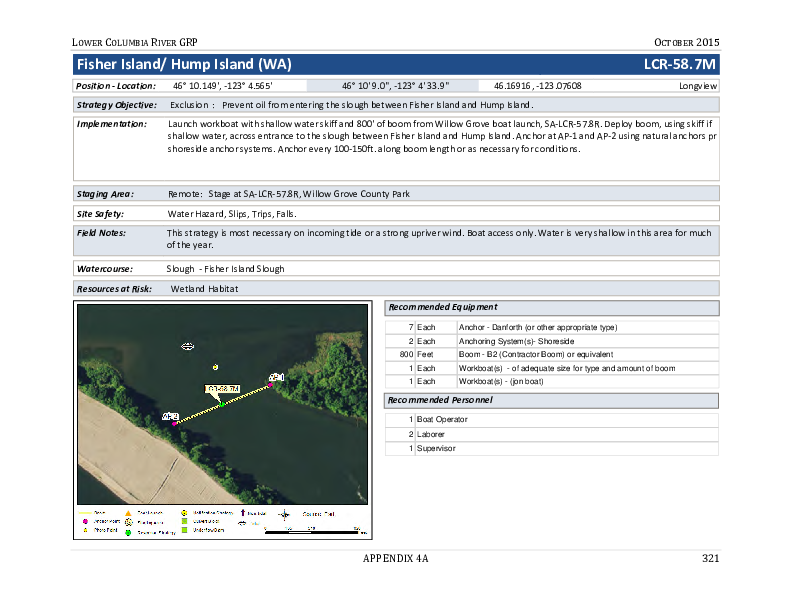 LOWER COLUMBIA RIVER GRP
OCTOBER 2015
Fisher Island/ Hump Island (WA)
LCR-58.7M
Position - Location: 46° 10.149', -123° 4.565' 46° 10' 9.0", -123° 4' 33.9" 46.16916 , -123.07608 Longview
Strategy Objective: Exclusion : Prevent oil from entering the slough between Fisher Island and Hump Island.
Implementation: Launch workboat with shallow water skiff and 800' of boom from Willow Grove boat launch, SA-LCR-57.8R. Deploy boom, using skiff if
shallow water, across entrance to the slough between Fisher Island and Hump Island. Anchor at AP-1 and AP-2 using natural anchors pr
shoreside anchor systems. Anchor every 100-150ft. along boom length or as necessary for conditions.
Staging Area: Remote: Stage at SA-LCR-57.8R, Willow Grove County Park
Site Safety: Water Hazard, Slips, Trips, Falls.
Field Notes: This strategy is most necessary on incoming tide or a strong upriver wind. Boat access only. Water is very shallow in this area for much
of the year.
Watercourse: Slough - Fisher Island Slough
Resources at Risk: Wetland Habitat
Recommended Equipment
7 Each Anchor - Danforth (or other appropriate type)
2 Each Anchoring System(s)- Shoreside
800 Feet Boom - B2 (Contractor Boom) or equivalent
1 Each Workboat(s) - of adequate size for type and amount of boom
1 Each Workboat(s) - (jon boat)
Recommended Personnel
1 Boat Operator
2 Laborer
1 Supervisor
AP-1
LCR-58.7M
AP-2
Anchor Point
Photo Point
APPENDIX 4A
321